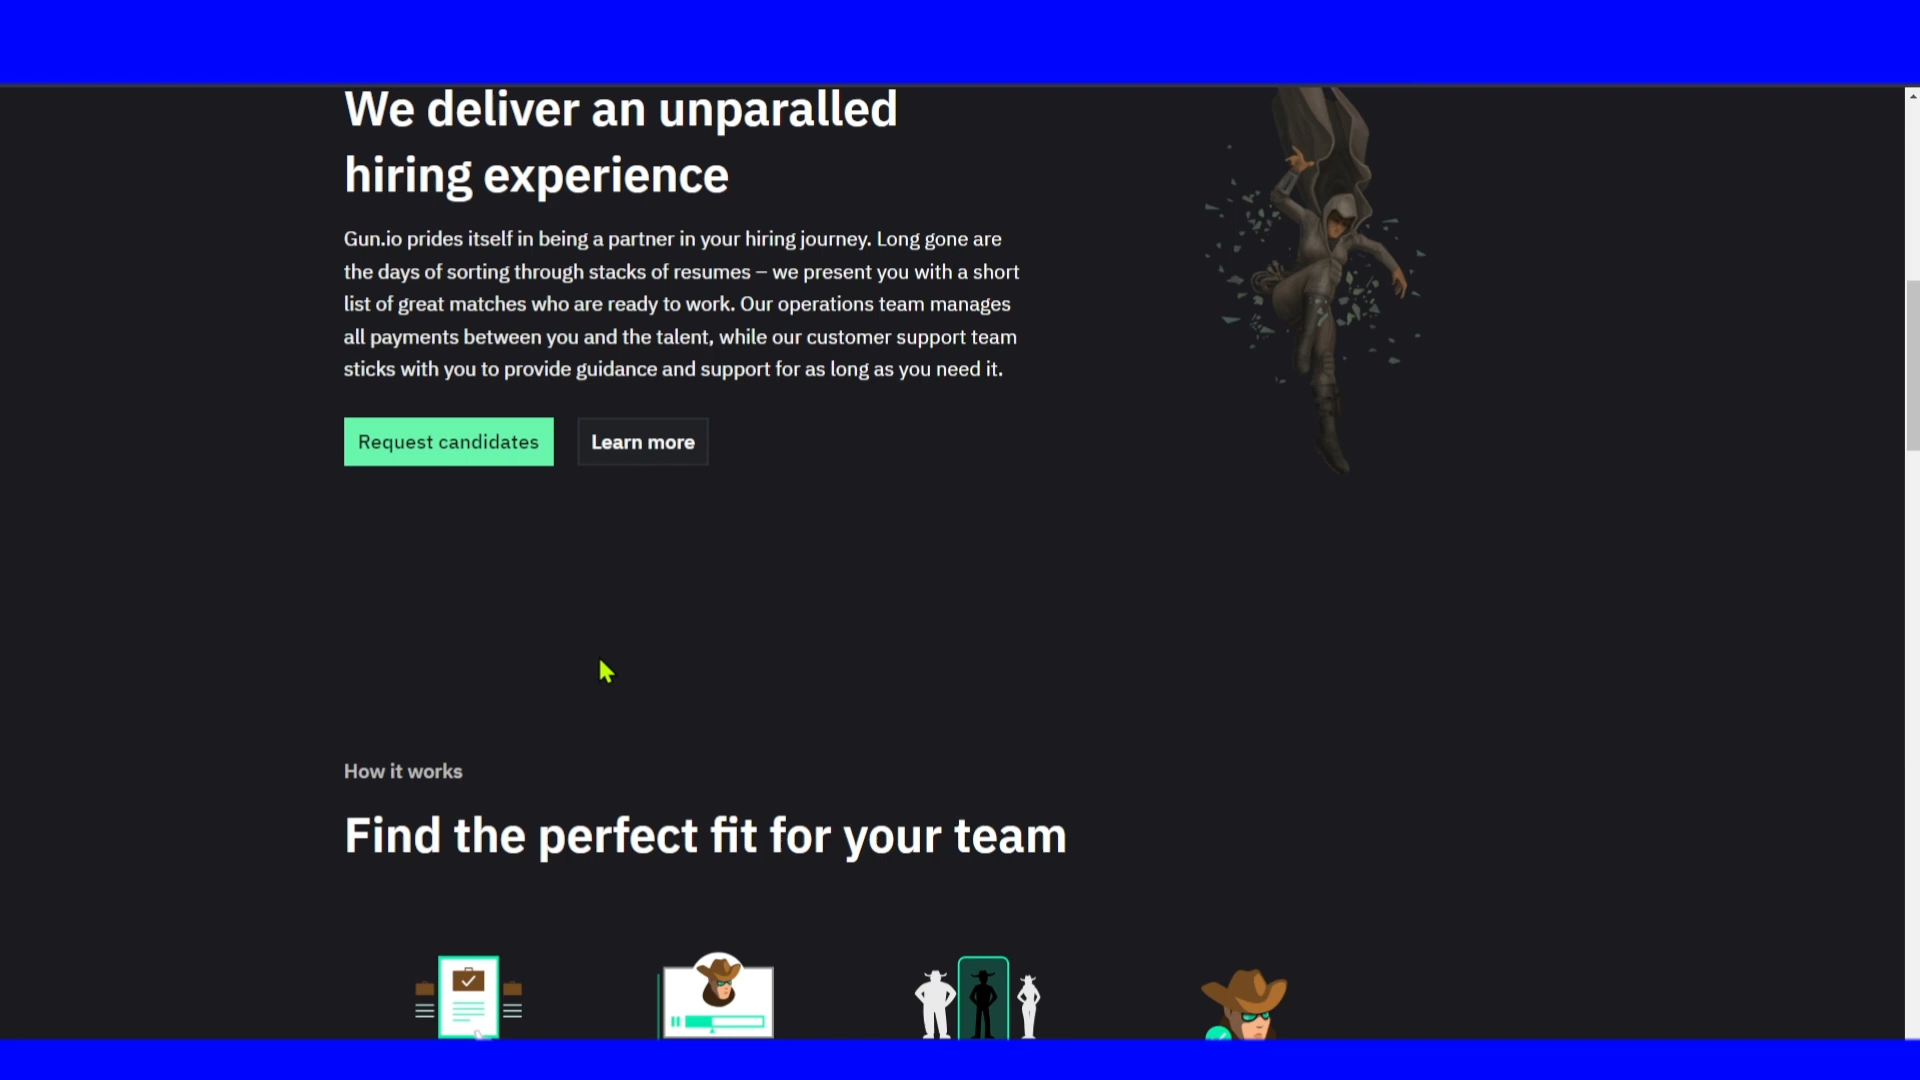 We deliver an unparalled
hiring experience
Gun.io prides itself in being a partner in your hiring journey. Long gone are
the days of sorting through stacks of resumes – we present you with a short
list of great matches who are ready to work. Our operations team manages
all payments between you and the talent, while our customer support team
sticks with you to provide guidance and support for as long as you need it.
Request candidates
Learn more
How it works
Find the perfect fit for your team